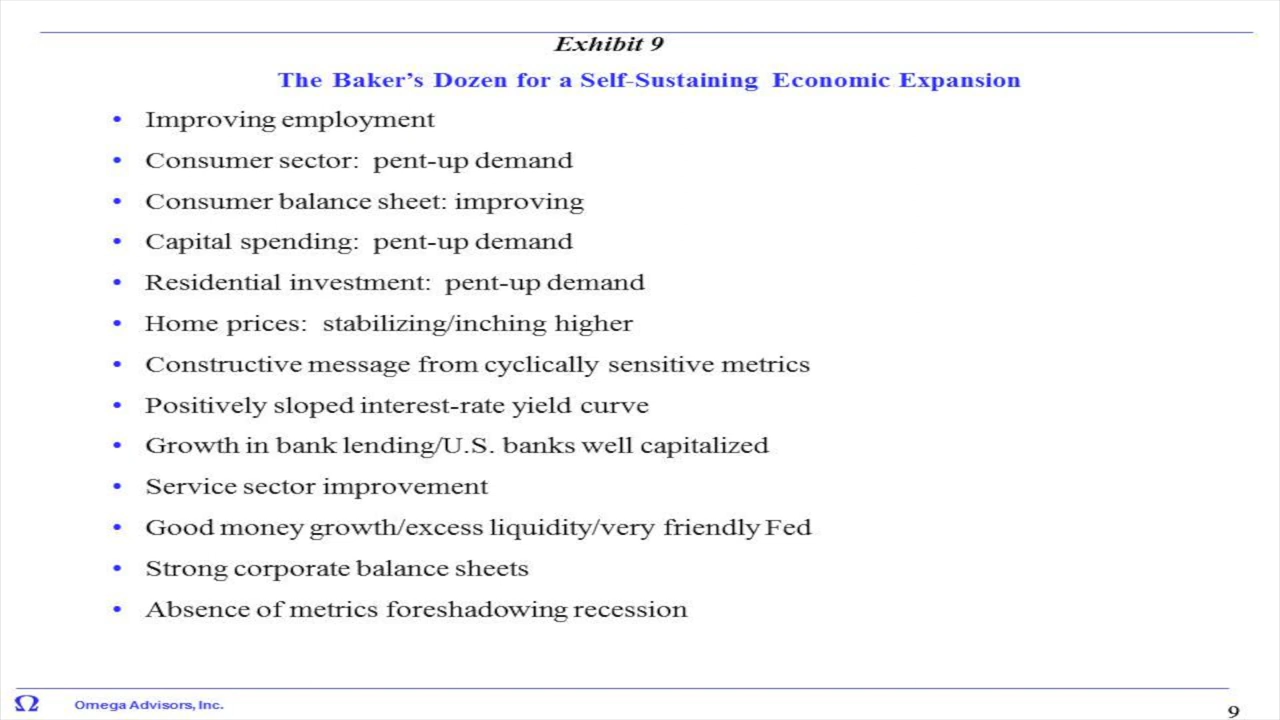 Exhibit 9
The Baker's Dozen for a Self-Sustaining Economic Expansion
• Improving employment
• Consumer sector: pent-up demand
• Consumer balance sheet: improving
• Capital spending: pent-up demand
• Residential investment: pent-up demand
• Home prices: stabilizing/inching higher
• Constructive message from cyclically sensitive metrics
• Positively sloped interest-rate yield curve
• Growth in bank lending/U.S. banks well capitalized
• Service sector improvement
• Good money growth/excess liquidity/very friendly Fed
• Strong corporate balance sheets
• Absence of metrics foreshadowing recession
Ω Omega Advisors, Inc.
9